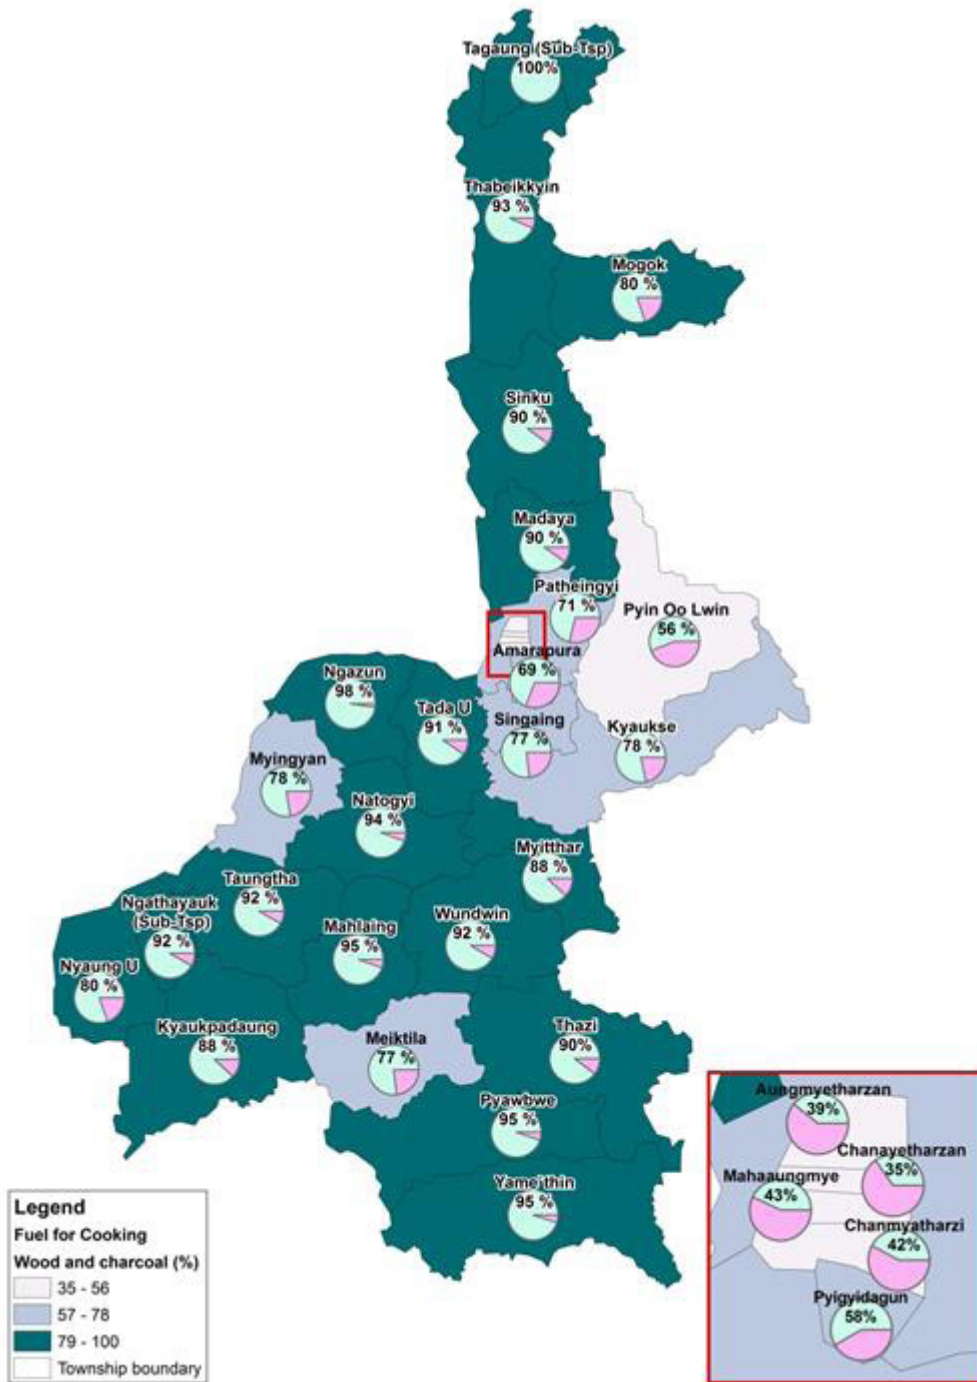 Tagaung (Sub-Tsp)
100%
Thabeikkyin
93 %
Mogok
80 %
Sinku
90 %
Madaya
90 %
Patheingyi
71 %
Pyin Oo Lwin
56 %
Amarapura
69 %
Ngazun
98 %
Tada U
91 %
Singaing
77 %
Kyaukse
78 %
Myingyan
78 %
Natogyi
94 %
Myitthar
88 %
Taungtha
92 %
Ngathayauk
(Sub-Tsp)
92 %
Mahlaing
95 %
Wundwin
92 %
Nyaung U
80 %
Kyaukpadaung
88 %
Meiktila
77 %
Thazi
90%
Pyawbwe
95 %
Yame'thin
95 %
Aungmyetharzan
39%
Chanayetharzan
35%
Mahaaungmye
43%
Chanmyatharzi
42%
Pyigyidagun
58%
Legend
Fuel for Cooking
Wood and charcoal (%)
35 - 56
57 - 78
79 - 100
Township boundary